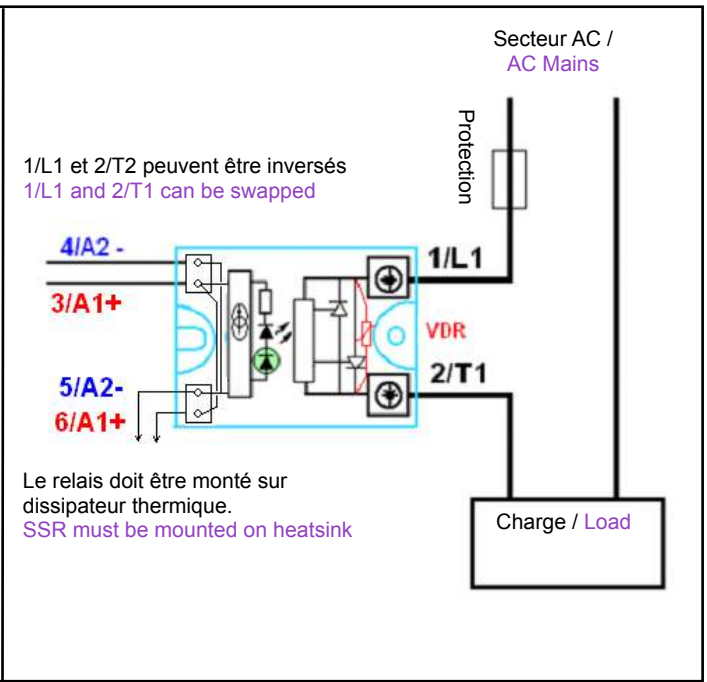 Secteur AC /
AC Mains
Protection
1/L1 et 2/T2 peuvent être inversés
1/L1 and 2/T1 can be swapped
4/A2 -
3/A1+
1/L1
VDR
2/T1
5/A2-
6/A1+
Le relais doit être monté sur
dissipateur thermique.
SSR must be mounted on heatsink
Charge / Load